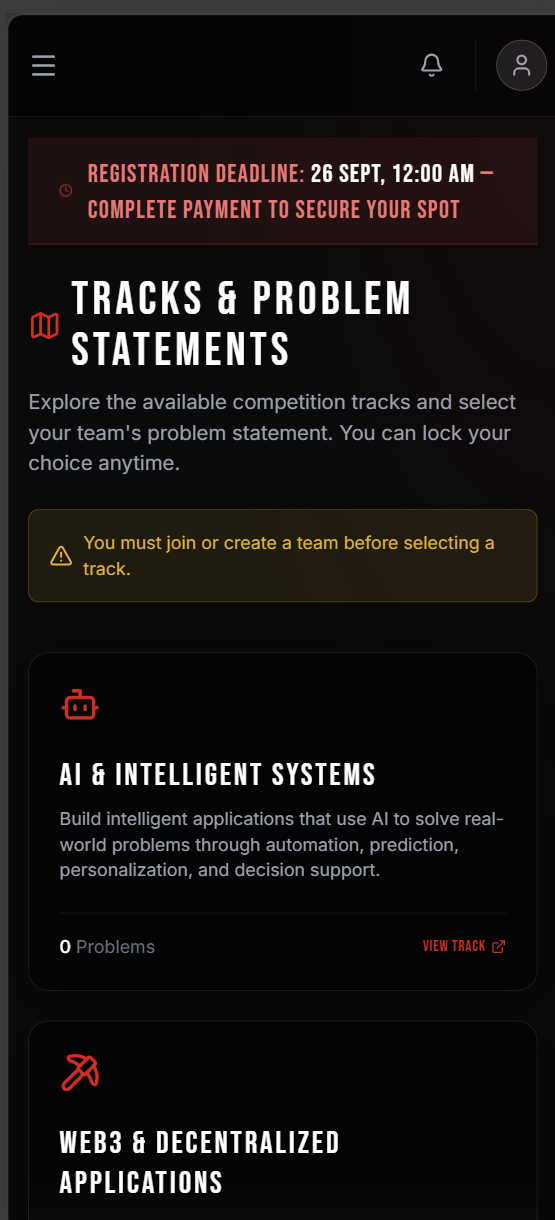 REGISTRATION DEADLINE: 26 SEPT, 12:00 AM —
COMPLETE PAYMENT TO SECURE YOUR SPOT
TRACKS & PROBLEM
STATEMENTS
Explore the available competition tracks and select
your team's problem statement. You can lock your
choice anytime.
You must join or create a team before selecting a
track.
AI & INTELLIGENT SYSTEMS
Build intelligent applications that use AI to solve real-
world problems through automation, prediction,
personalization, and decision support.
0 Problems
VIEW TRACK
WEB3 & DECENTRALIZED
APPLICATIONS